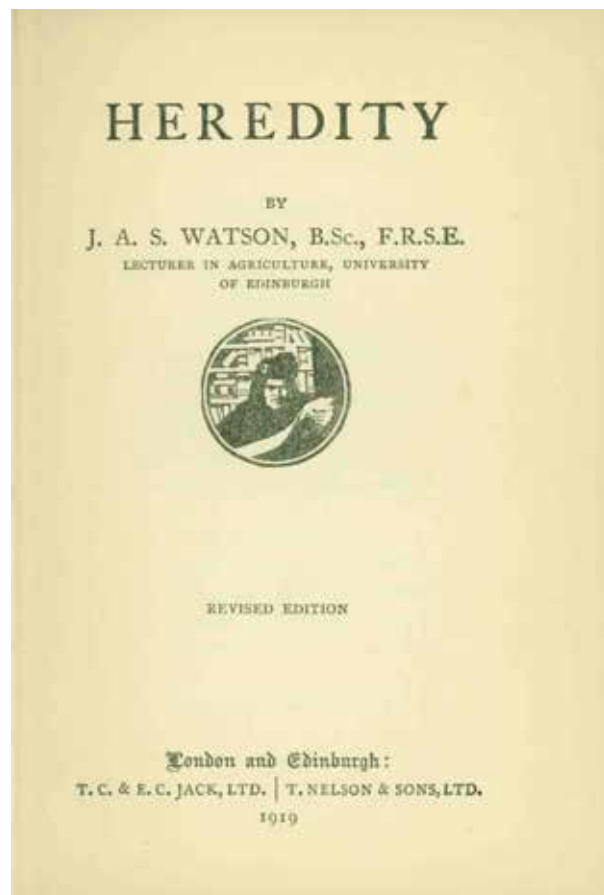 HEREDITY
BY
J. A. S. WATSON, B.Sc., F.R.S.E.
LECTURER IN AGRICULTURE, UNIVERSITY
OF EDINBURGH
REVISED EDITION
London and Edinburgh:
T. C. & E. C. JACK, LTD. | T. NELSON & SONS, LTD.
1919